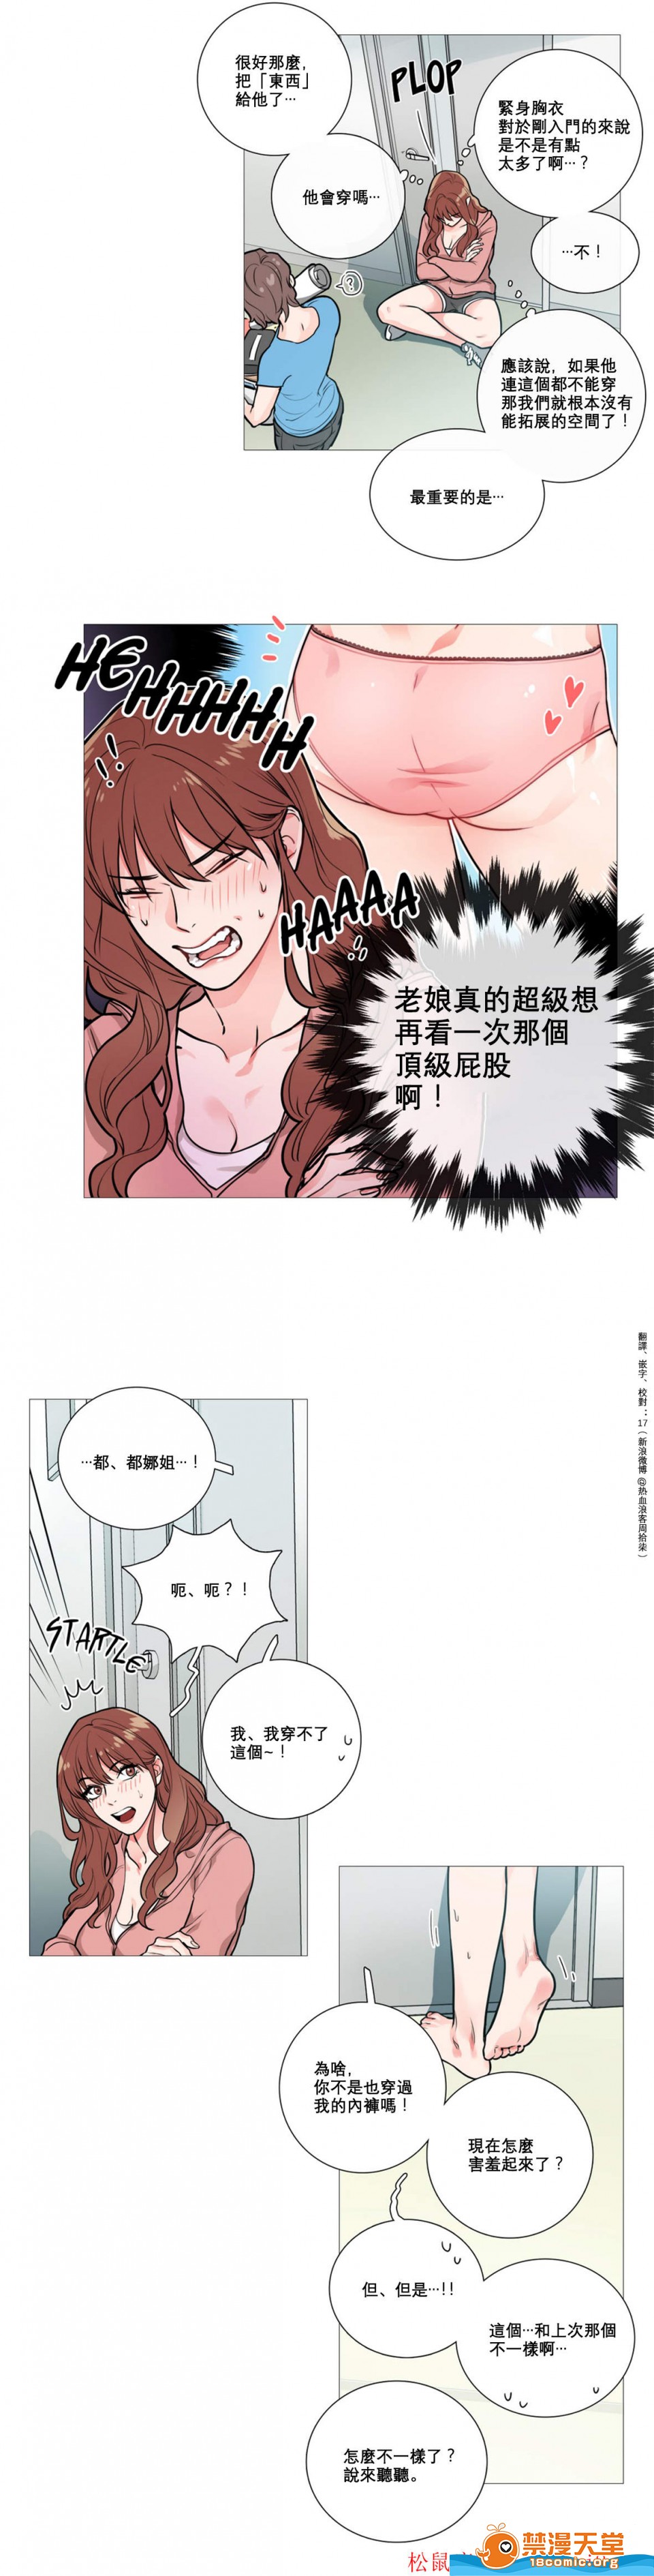 很好那麼，
把「東西」
給他了…
PLOP
緊身胸衣
對於剛入門的來說
是不是有點
太多了啊…？
他會穿嗎…
…不！
?
應該說，如果他
連這個都不能穿
那我們就根本沒有
能拓展的空間了！
最重要的是…
HEHHHHHH
!!
HAAAA
老娘真的超級想
再看一次那個
頂級屁股
啊！
翻譯、嵌字、校對：17（新浪微博@热血浪客周拾柒）
…都、都娜姐…！
呃、呃？！
STARTLE
我、我穿不了
這個~！
為啥，
你不是也穿過
我的內褲嗎！
現在怎麼
害羞起來了？
但、但是…!!
這個…和上次那個
不一樣啊…
怎麼不一樣了？
說來聽聽。
松鼠
禁漫天堂
18comic.org